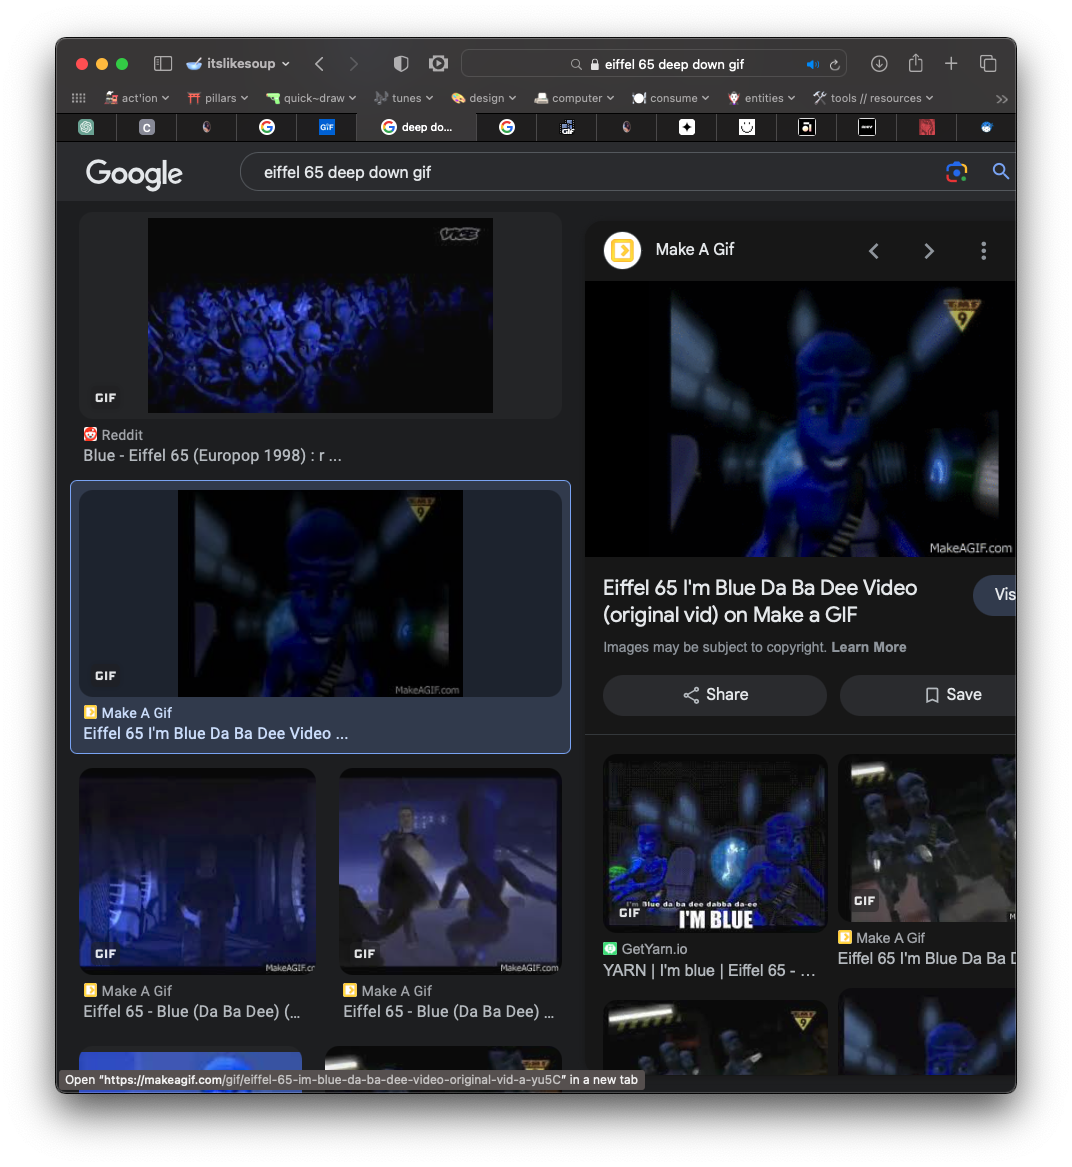 itslikesoup
eiffel 65 deep down gif
act'ion
pillars
quick~draw
tunes
design
computer
consume
entities
tools // resources
C
GIF
deep do...
GIF
Google
eiffel 65 deep down gif
VICE
GIF
Reddit
Blue - Eiffel 65 (Europop 1998) : r ...
9
MakeAGIF.com
GIF
Make A Gif
Eiffel 65 I'm Blue Da Ba Dee Video ...
GIF
MakeAGIF.cr
Make A Gif
Eiffel 65 - Blue (Da Ba Dee) (...
GIF
MakeAGIF.com
Make A Gif
Eiffel 65 - Blue (Da Ba Dee) ...
Open “https://makeagif.com/gif/eiffel-65-im-blue-da-ba-dee-video-original-vid-a-yu5C” in a new tab
Make A Gif
9
MakeAGIF.com
Eiffel 65 I'm Blue Da Ba Dee Video
(original vid) on Make a GIF
Vis
Images may be subject to copyright. Learn More
Share
Save
I'm Blue da ba dee dabba da-ee
I'M BLUE
GIF
GetYarn.io
YARN | I'm blue | Eiffel 65 - ...
GIF
M
Make A Gif
Eiffel 65 I'm Blue Da Ba D
9